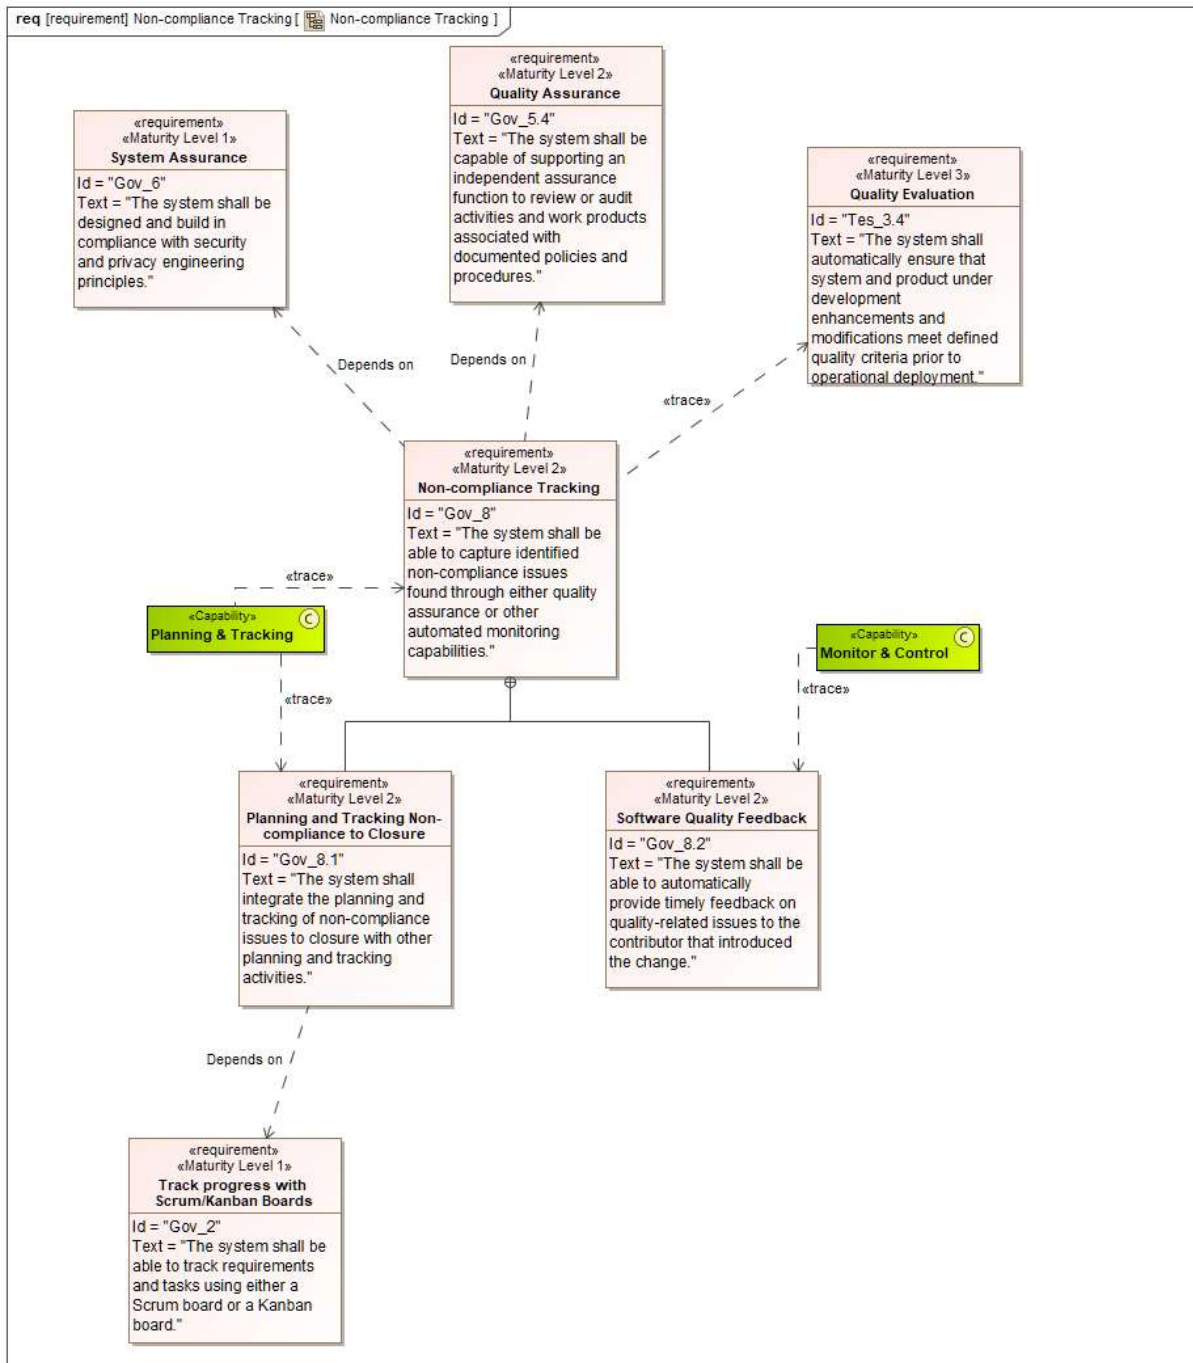 req [requirement] Non-compliance Tracking [ Non-compliance Tracking ]
«requirement»
«Maturity Level 2»
Quality Assurance
Id = "Gov_5.4"
Text = "The system shall be
capable of supporting an
independent assurance
function to review or audit
activities and work products
associated with
documented policies and
procedures."
«requirement»
«Maturity Level 1»
System Assurance
Id = "Gov_6"
Text = "The system shall be
designed and build in
compliance with security
and privacy engineering
principles."
«requirement»
«Maturity Level 3»
Quality Evaluation
Id = "Tes_3.4"
Text = "The system shall
automatically ensure that
system and product under
development
enhancements and
modifications meet defined
quality criteria prior to
operational deployment."
Depends on
Depends on
«trace»
«requirement»
«Maturity Level 2»
Non-compliance Tracking
Id = "Gov_8"
Text = "The system shall be
able to capture identified
non-compliance issues
found through either quality
assurance or other
automated monitoring
capabilities."
«trace»
«Capability»
C
Planning & Tracking
«trace»
«Capability»
C
Monitor & Control
«trace»
«requirement»
«Maturity Level 2»
Planning and Tracking Non-
compliance to Closure
Id = "Gov_8.1"
Text = "The system shall
integrate the planning and
tracking of non-compliance
issues to closure with other
planning and tracking
activities."
«requirement»
«Maturity Level 2»
Software Quality Feedback
Id = "Gov_8.2"
Text = "The system shall be
able to automatically
provide timely feedback on
quality-related issues to the
contributor that introduced
the change."
Depends on
«requirement»
«Maturity Level 1»
Track progress with
Scrum/Kanban Boards
Id = "Gov_2"
Text = "The system shall be
able to track requirements
and tasks using either a
Scrum board or a Kanban
board."